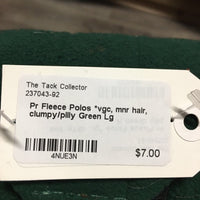 The Tack Collector
237043-92
Pr Fleece Polos *vgc, mnr hair,
clumpy/pilly Green Lg
4NUE3N
$7.00